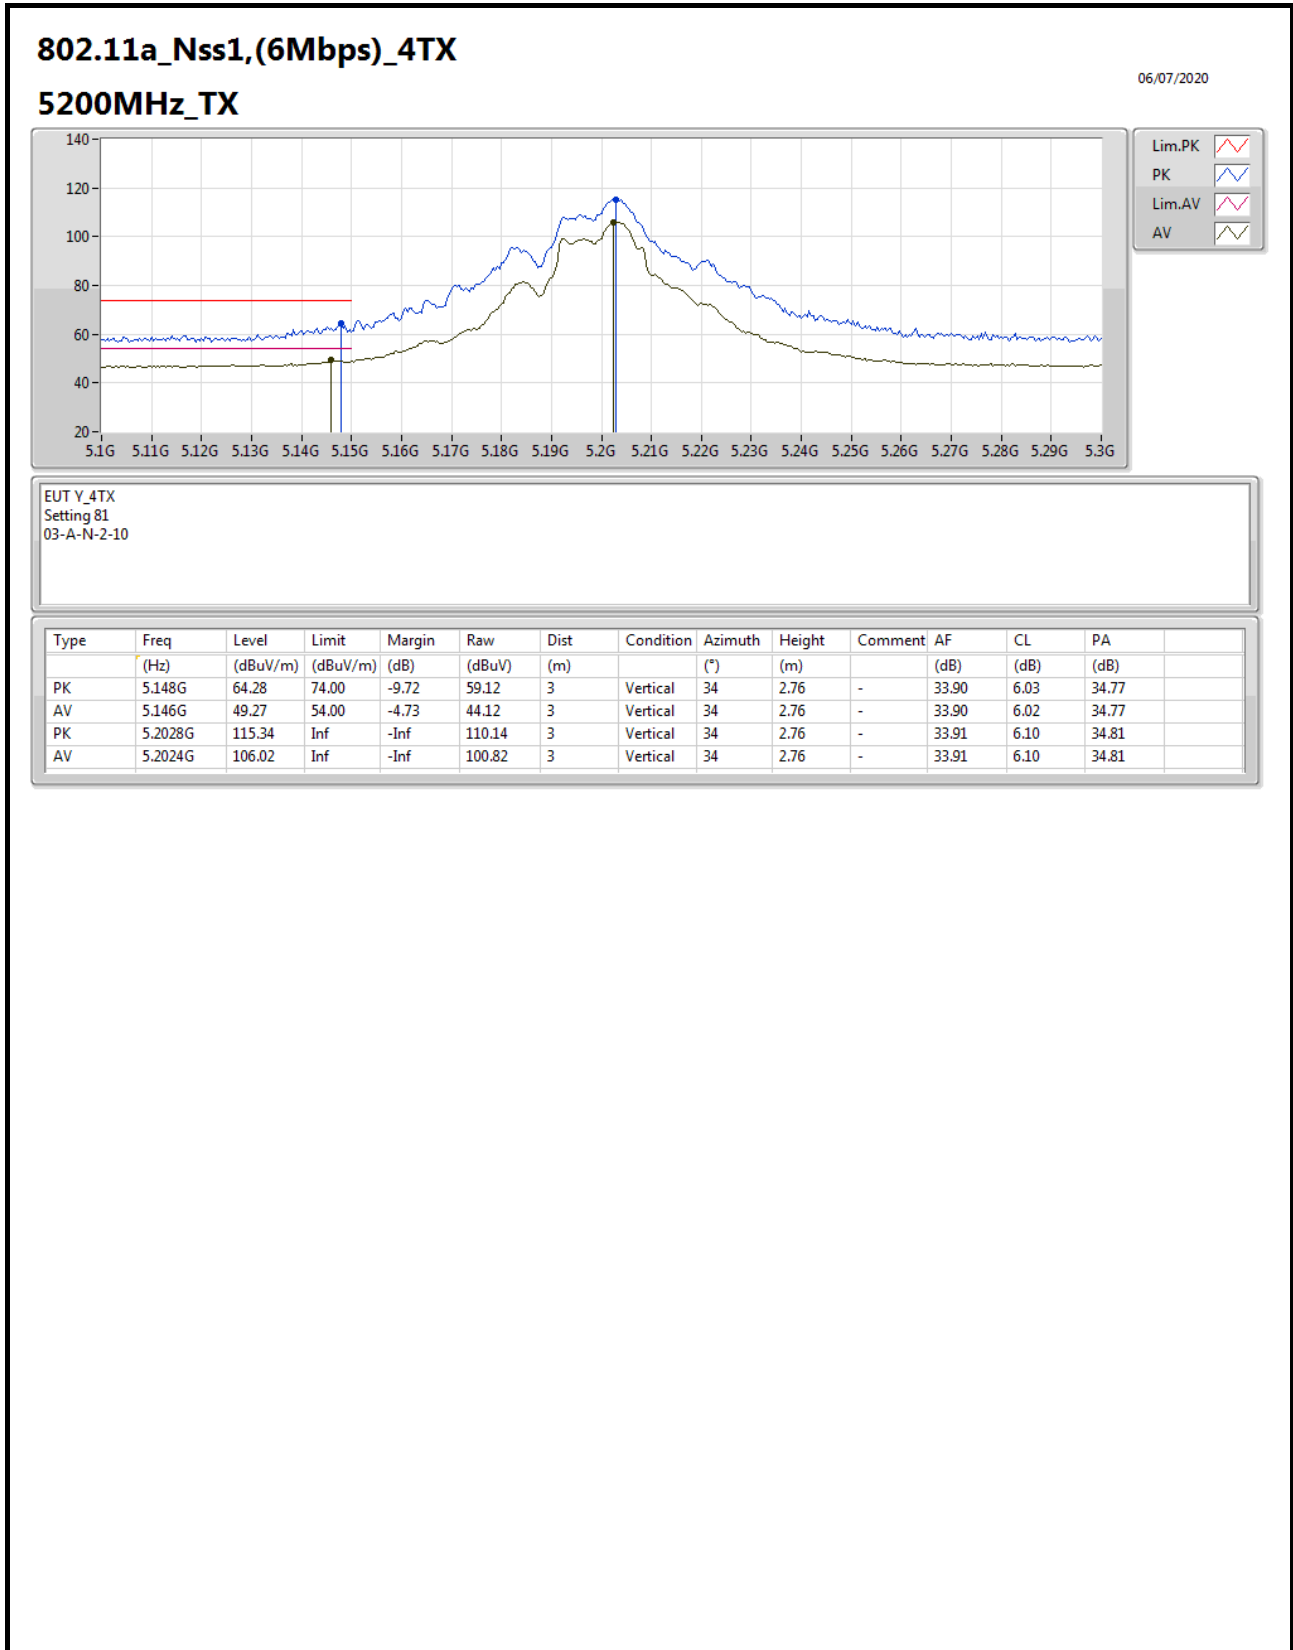 802.11a_Nss1,(6Mbps)_4TX
06/07/2020
5200MHz_TX
140
120
100
80
60
40
20
5.1G 5.11G 5.12G 5.13G 5.14G 5.15G 5.16G 5.17G 5.18G 5.19G 5.2G 5.21G 5.22G 5.23G 5.24G 5.25G 5.26G 5.27G 5.28G 5.29G 5.3G
Lim.PK
PK
Lim.AV
AV
EUT Y_4TX
Setting 81
03-A-N-2-10
Type Freq Level Limit Margin Raw Dist Condition Azimuth Height Comment AF CL PA
(Hz) (dBuV/m) (dBuV/m) (dB) (dBuV) (m) (°) (m) (dB) (dB) (dB)
PK 5.148G 64.28 74.00 -9.72 59.12 3 Vertical 34 2.76 - 33.90 6.03 34.77
AV 5.146G 49.27 54.00 -4.73 44.12 3 Vertical 34 2.76 - 33.90 6.02 34.77
PK 5.2028G 115.34 Inf -Inf 110.14 3 Vertical 34 2.76 - 33.91 6.10 34.81
AV 5.2024G 106.02 Inf -Inf 100.82 3 Vertical 34 2.76 - 33.91 6.10 34.81